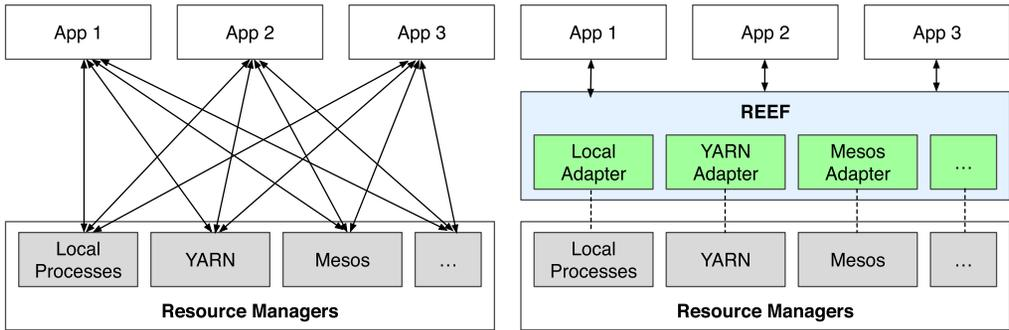 App 1
App 2
App 3
Local
Processes
YARN
Mesos
...
Resource Managers
App 1
App 2
App 3
REEF
Local
Adapter
YARN
Adapter
Mesos
Adapter
...
Local
Processes
YARN
Mesos
...
Resource Managers